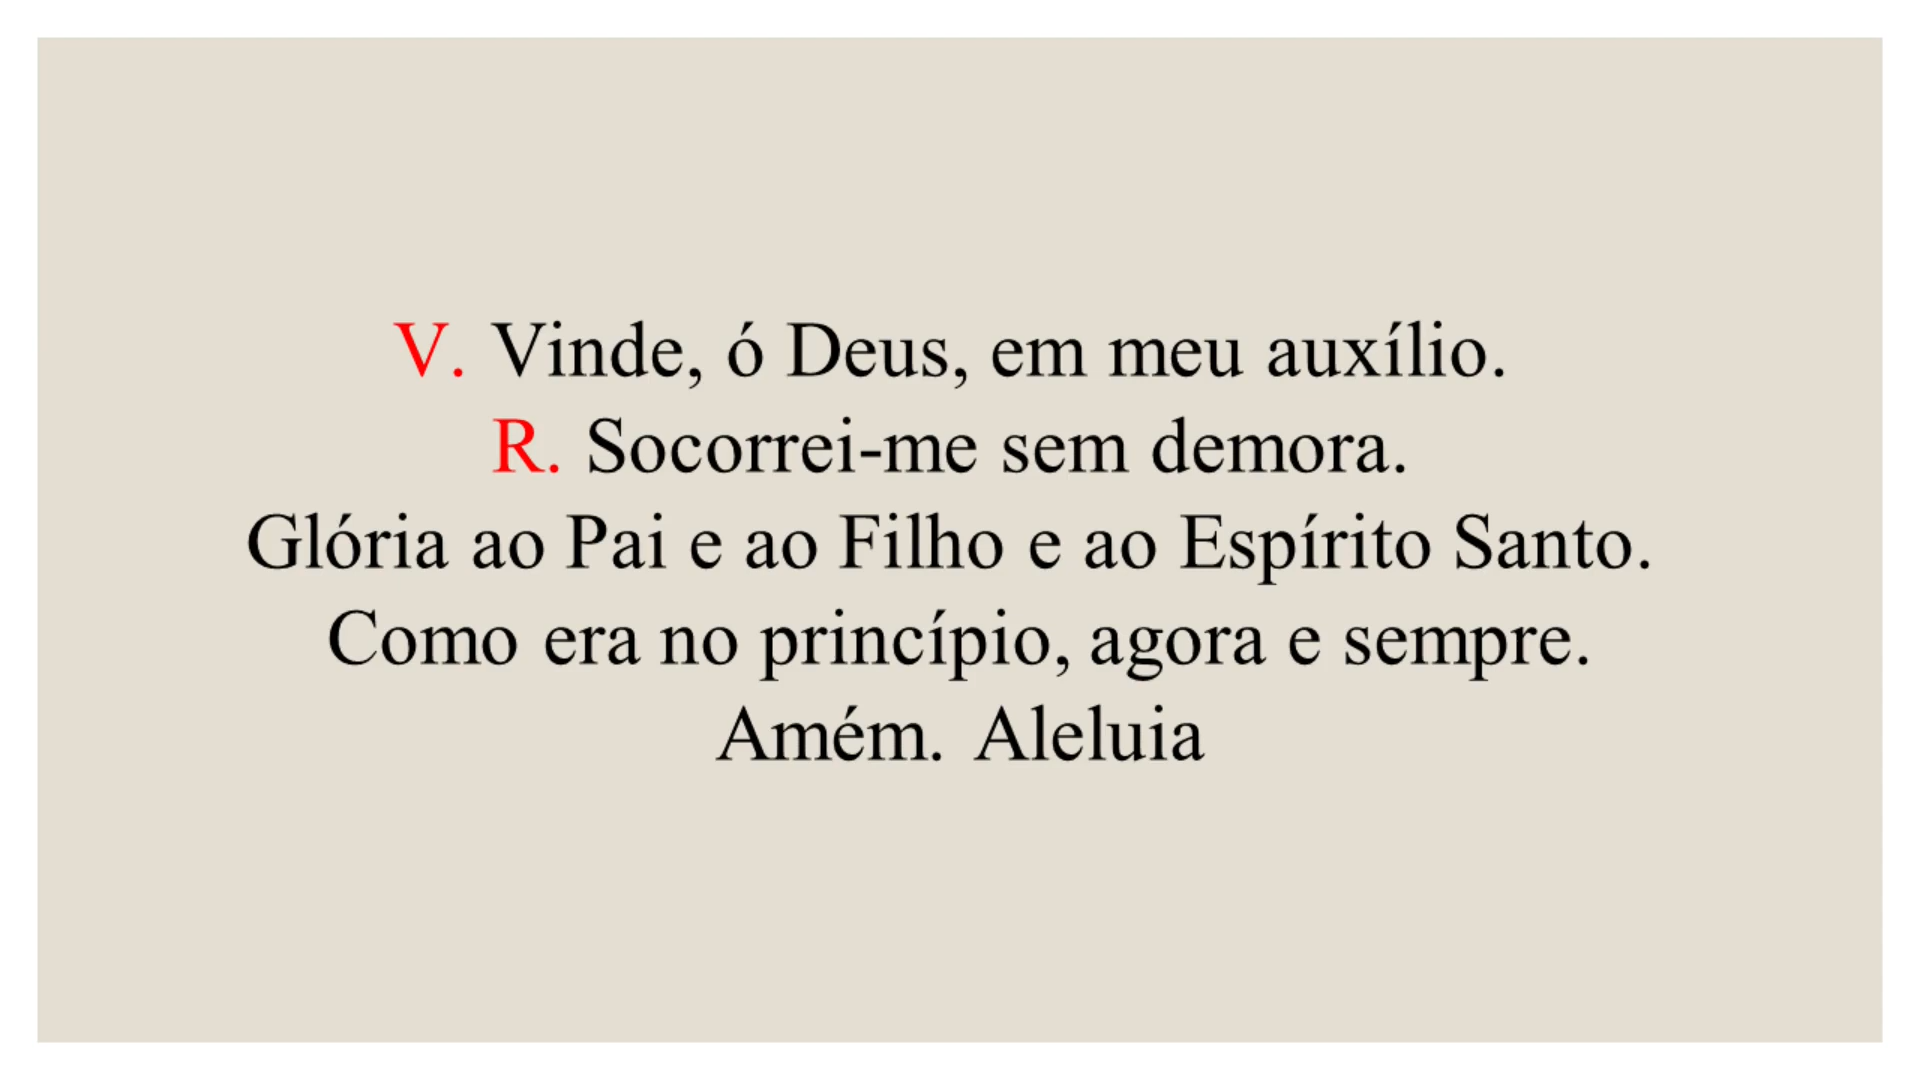 V. Vinde, ó Deus, em meu auxílio.
R. Socorrei-me sem demora.
Glória ao Pai e ao Filho e ao Espírito Santo.
Como era no princípio, agora e sempre.
Amém. Aleluia